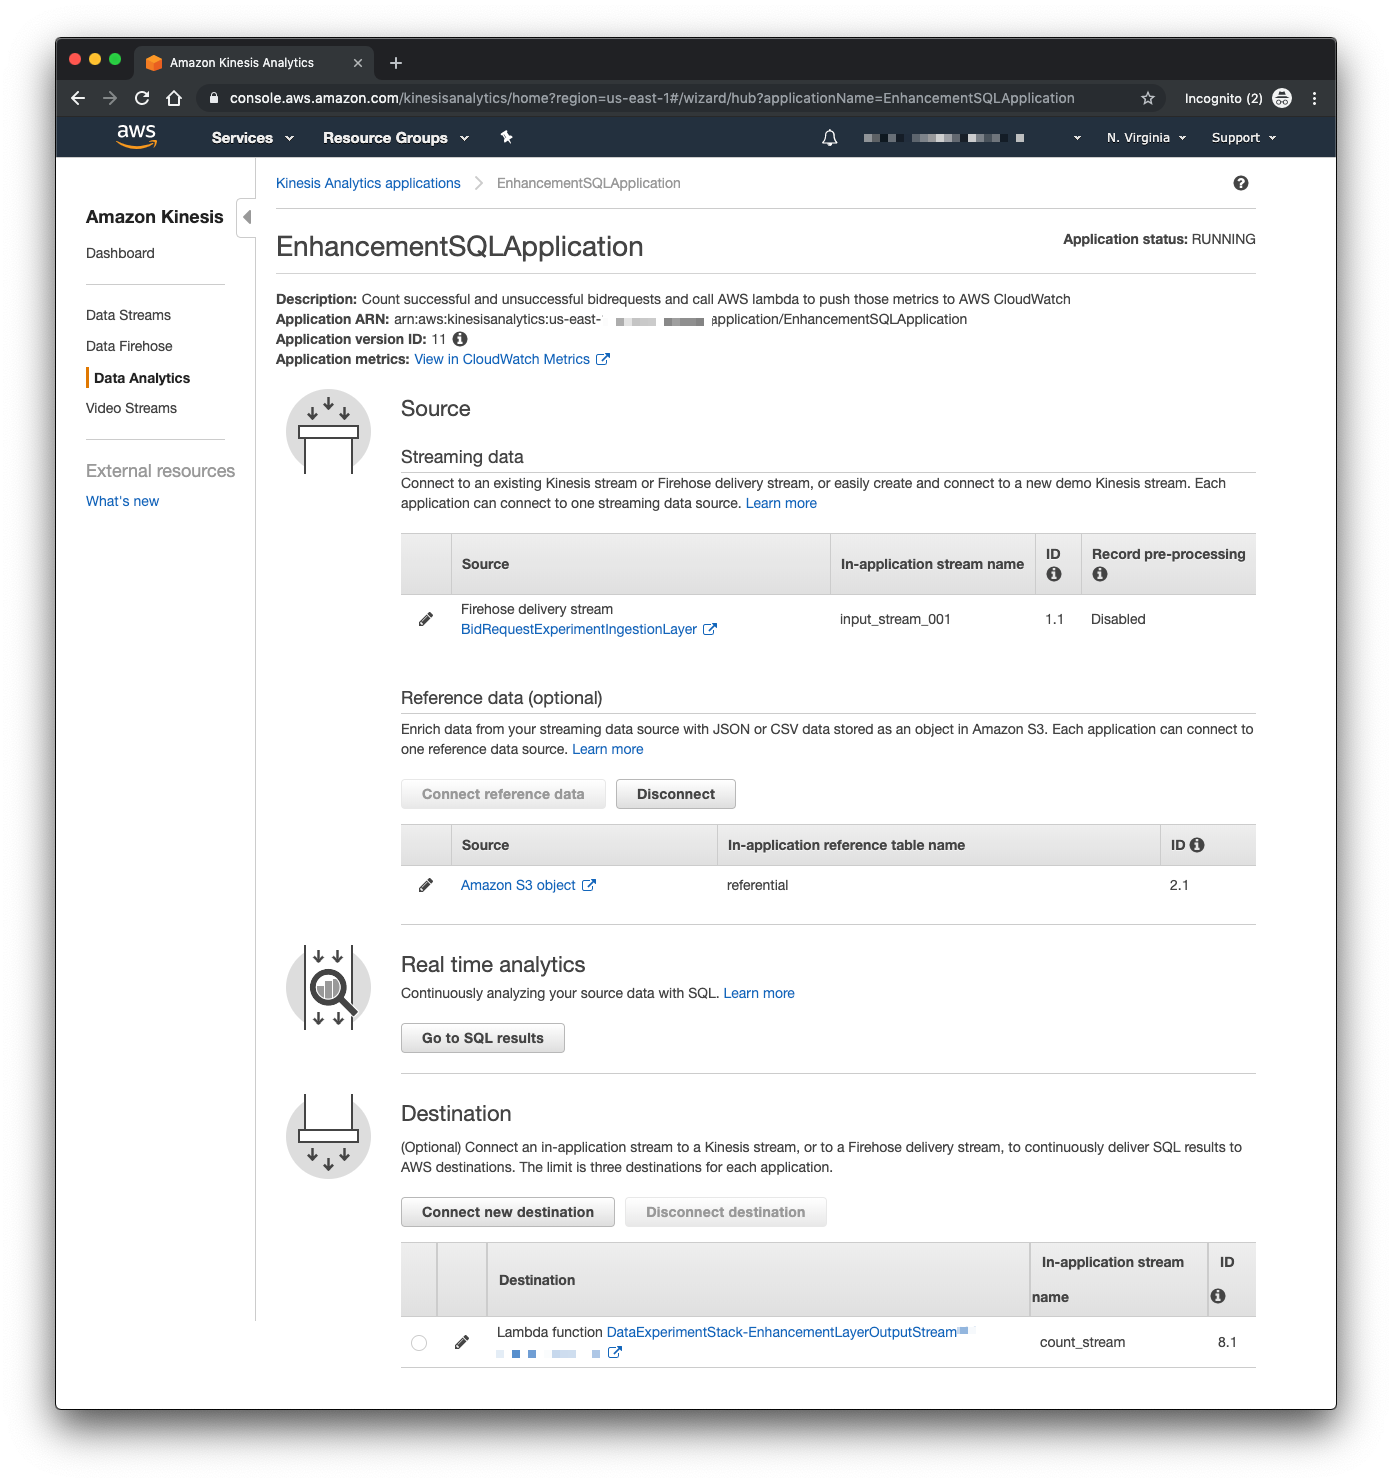 Amazon Kinesis Analytics
console.aws.amazon.com/kinesisanalytics/home?region=us-east-1#/wizard/hub?applicationName=EnhancementSQLApplication
Incognito (2)
aws
Services
Resource Groups
N. Virginia
Support
Kinesis Analytics applications
EnhancementSQLApplication
Amazon Kinesis
Dashboard
Data Streams
Data Firehose
Data Analytics
Video Streams
External resources
What's new
EnhancementSQLApplication
Application status: RUNNING
Description: Count successful and unsuccessful bidrequests and call AWS lambda to push those metrics to AWS CloudWatch
Application ARN: arn:aws:kinesisanalytics:us-east- application/EnhancementSQLApplication
Application version ID: 11
Application metrics: View in CloudWatch Metrics
Source
Streaming data
Connect to an existing Kinesis stream or Firehose delivery stream, or easily create and connect to a new demo Kinesis stream. Each
application can connect to one streaming data source. Learn more
Source
In-application stream name
ID
Record pre-processing
Firehose delivery stream
BidRequestExperimentIngestionLayer
input_stream_001
1.1
Disabled
Reference data (optional)
Enrich data from your streaming data source with JSON or CSV data stored as an object in Amazon S3. Each application can connect to
one reference data source. Learn more
Connect reference data
Disconnect
Source
In-application reference table name
ID
Amazon S3 object
referential
2.1
Real time analytics
Continuously analyzing your source data with SQL. Learn more
Go to SQL results
Destination
(Optional) Connect an in-application stream to a Kinesis stream, or to a Firehose delivery stream, to continuously deliver SQL results to
AWS destinations. The limit is three destinations for each application.
Connect new destination
Disconnect destination
Destination
In-application stream
name
ID
Lambda function DataExperimentStack-EnhancementLayerOutputStream
count_stream
8.1